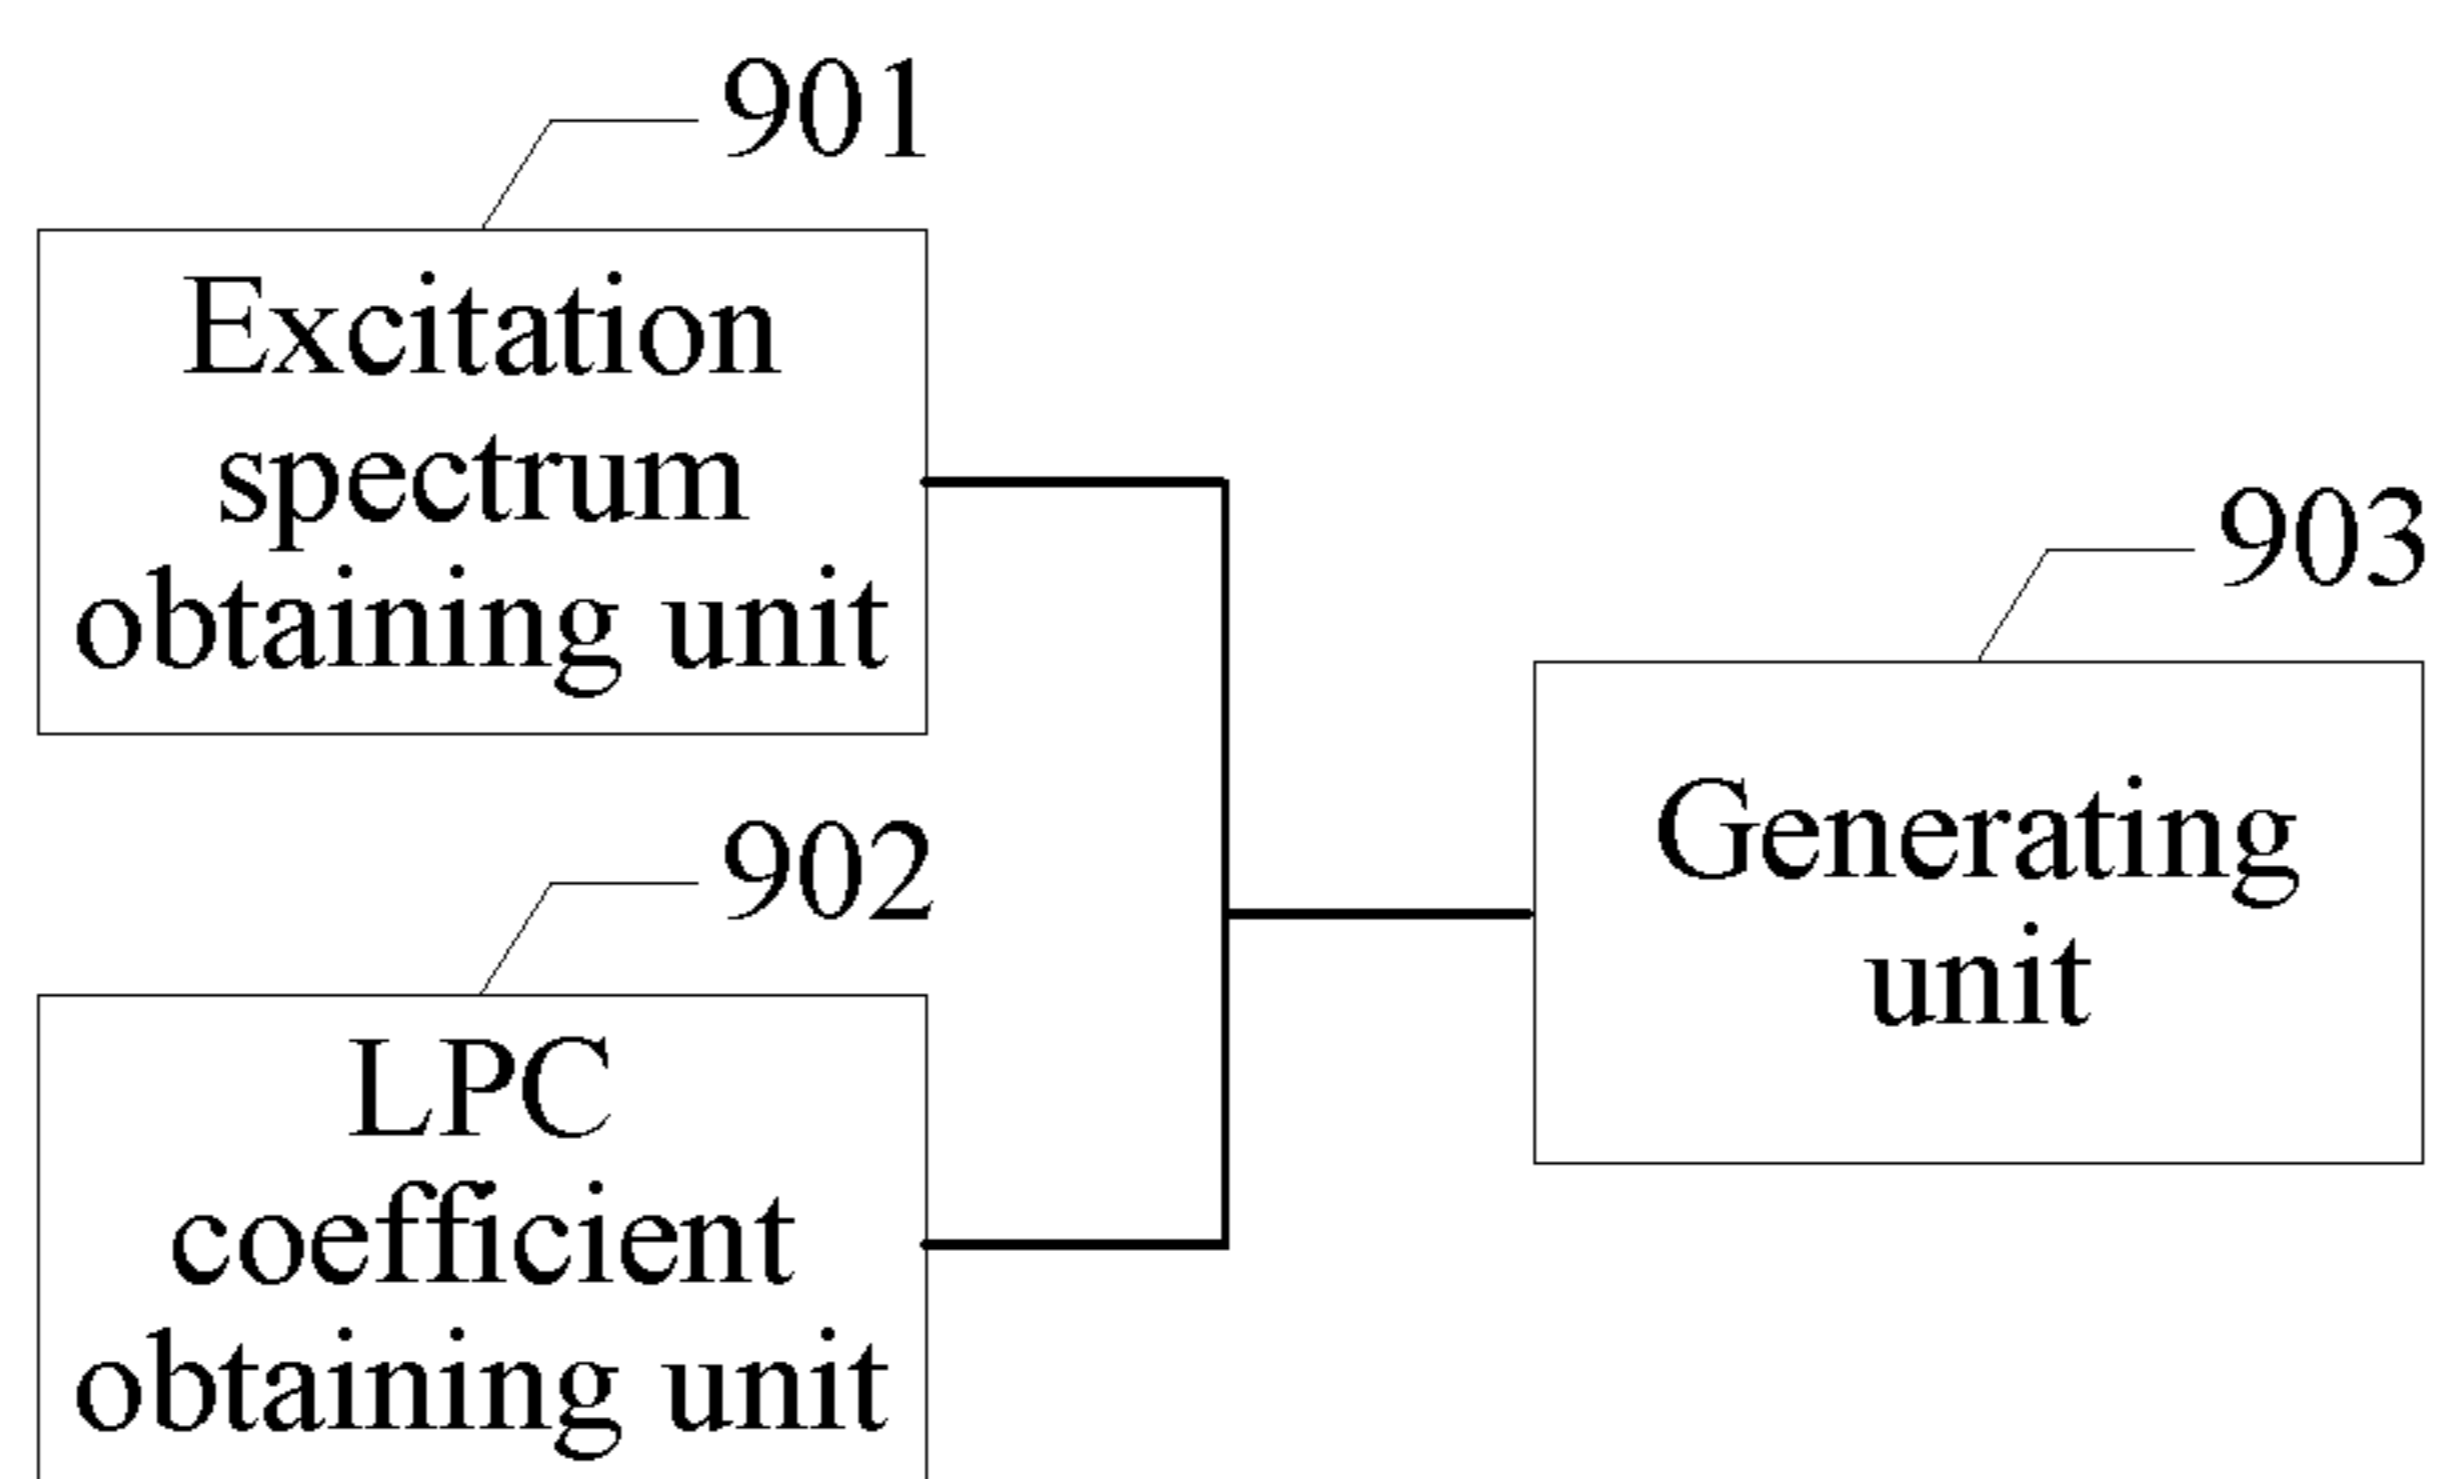 901
Excitation
spectrum
obtaining unit
902
LPC
coefficient
obtaining unit
903
Generating
unit